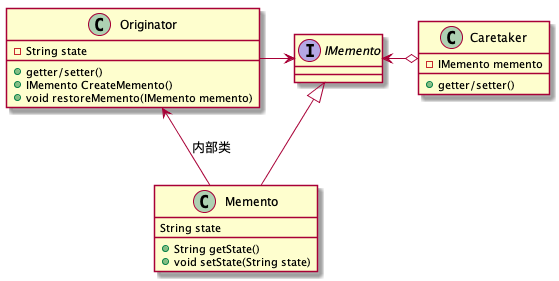 C Originator
String state
getter/setter()
IMemento CreateMemento()
void restoreMemento(IMemento memento)
I IMemento
C Caretaker
IMemento memento
getter/setter()
内部类
C Memento
String state
String getState()
void setState(String state)